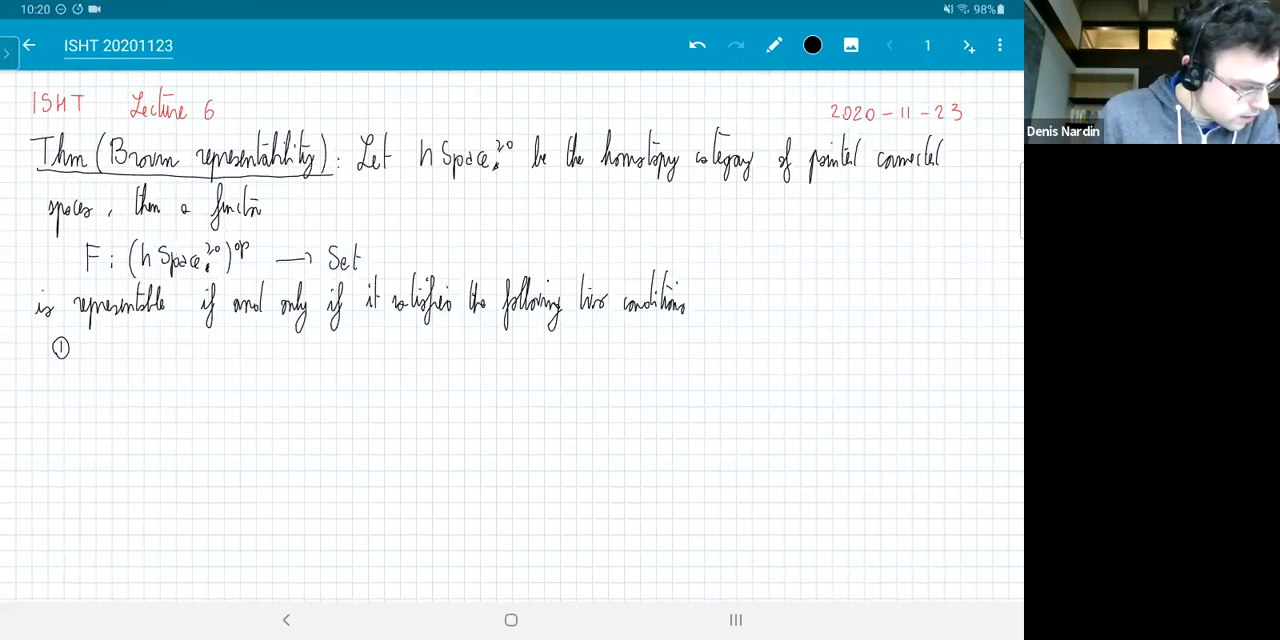 10:20 98%
ISHT 20201123
1
ISHT Lecture 6 2020-11-23
Denis Nardin
Thm (Brown representability): Let h Space_*^{>0} be the homotopy category of pointed connected
spaces, then a functor
F : (h Space_*^{>0})^{op} → Set
is representable if and only if it satisfies the following two conditions
①